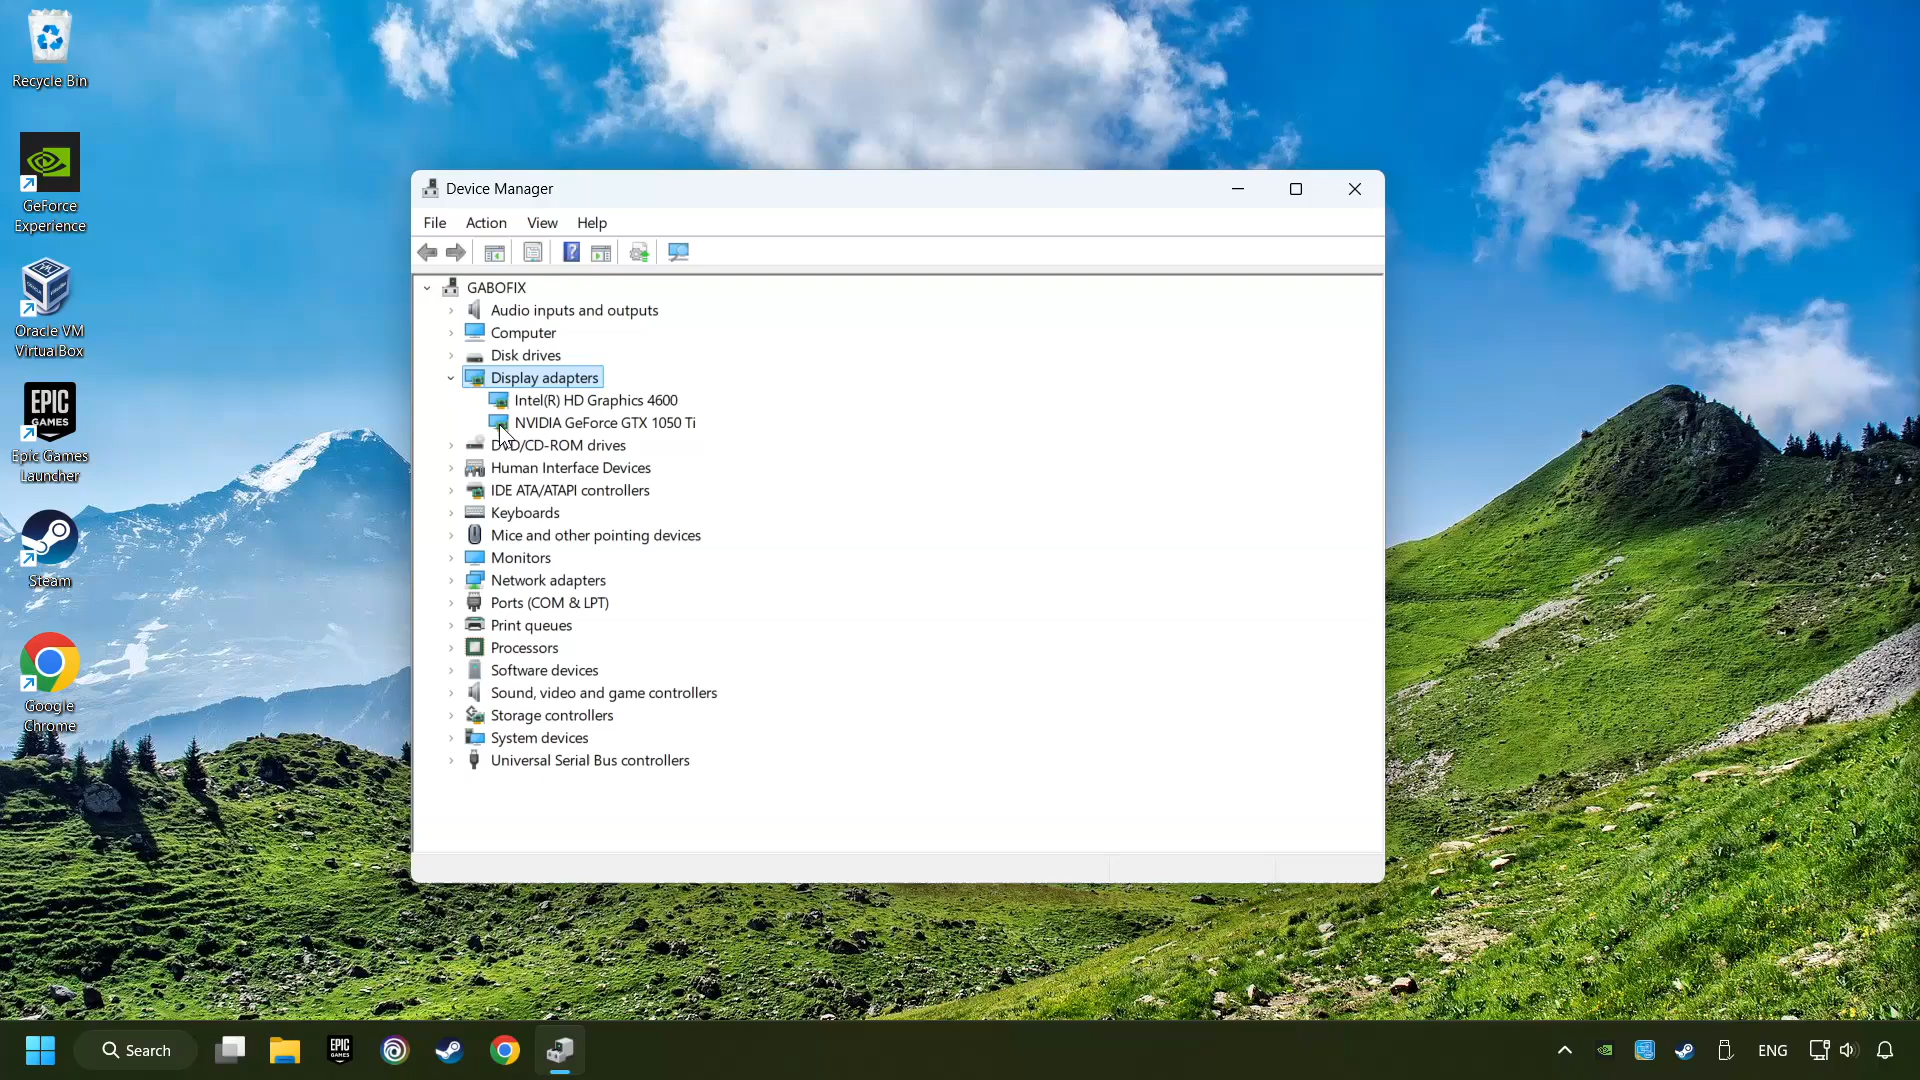 Recycle Bin
GeForce
Experience
Oracle VM
VirtualBox
EPIC
GAMES
Epic Games
Launcher
Steam
Google
Chrome
Device Manager
File Action View Help
GABOFIX
Audio inputs and outputs
Computer
Disk drives
Display adapters
Intel(R) HD Graphics 4600
NVIDIA GeForce GTX 1050 Ti
DVD/CD-ROM drives
Human Interface Devices
IDE ATA/ATAPI controllers
Keyboards
Mice and other pointing devices
Monitors
Network adapters
Ports (COM & LPT)
Print queues
Processors
Software devices
Sound, video and game controllers
Storage controllers
System devices
Universal Serial Bus controllers
Search
EPIC
GAMES
ENG